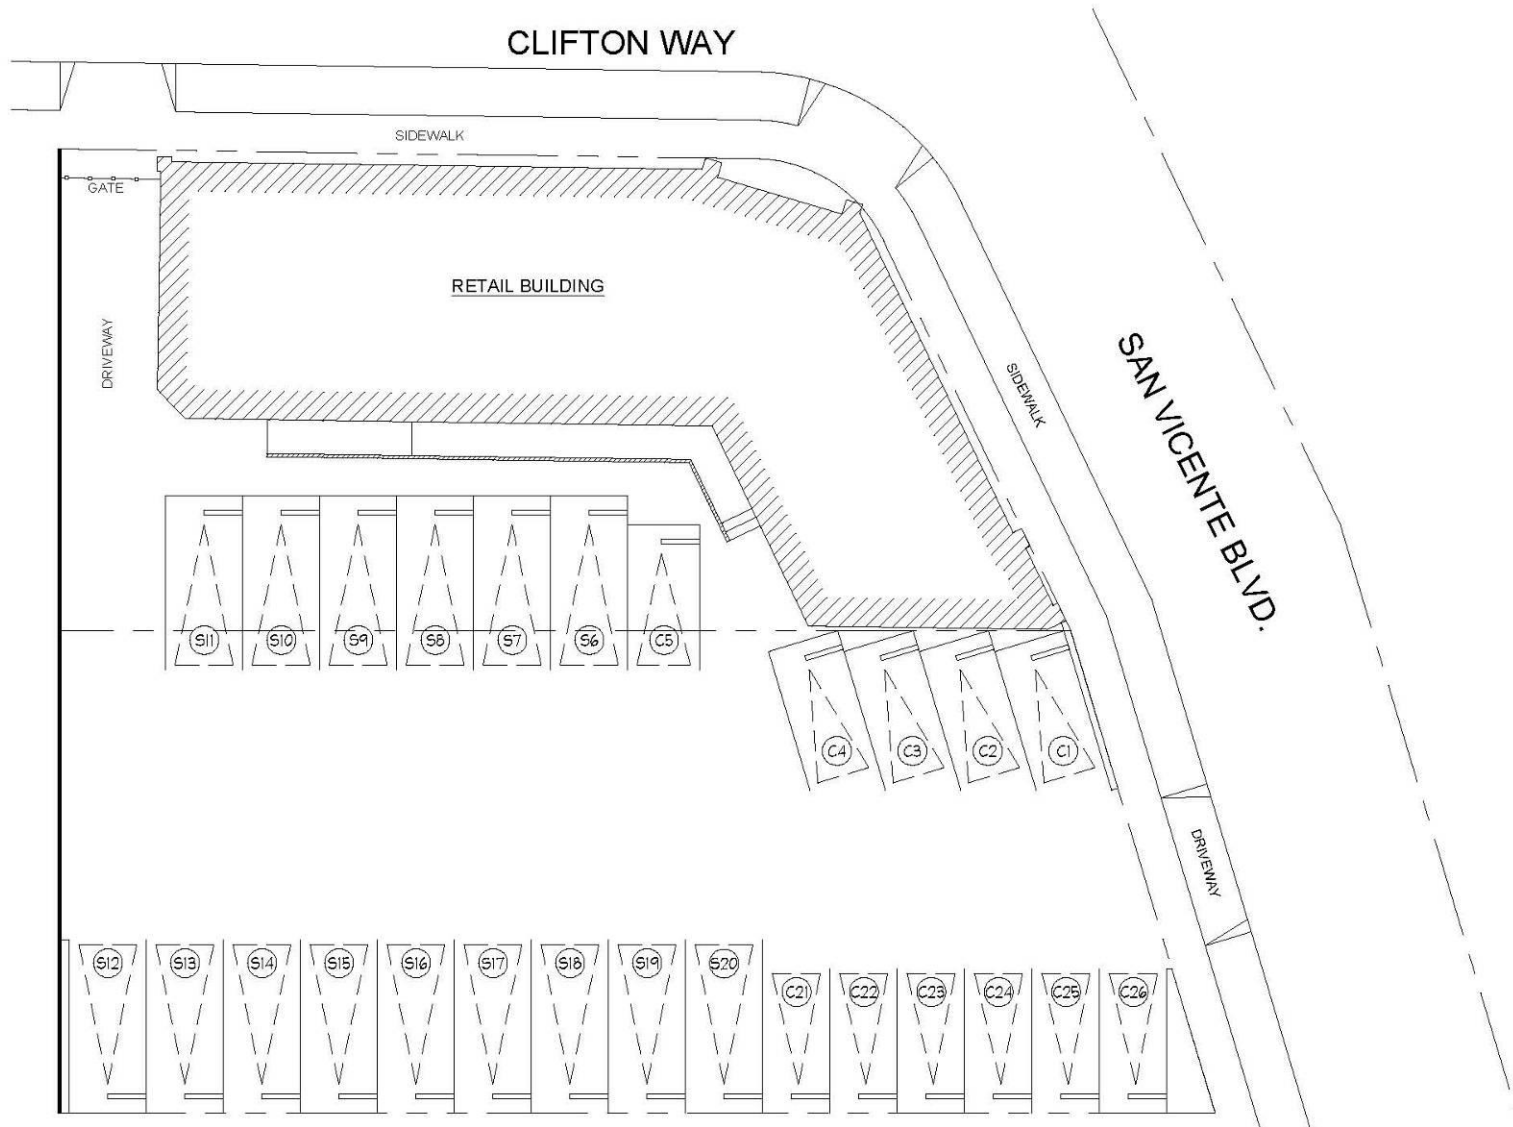 CLIFTON WAY
SIDEWALK
GATE
RETAIL BUILDING
DRIVEWAY
SIDEWALK
SAN VICENTE BLVD.
S11 S10 S9 S8 S7 S6 C5
C4 C3 C2 C1
DRIVEWAY
S12 S13 S14 S15 S16 S17 S18 S19 S20
C21 C22 C23 C24 C25 C26